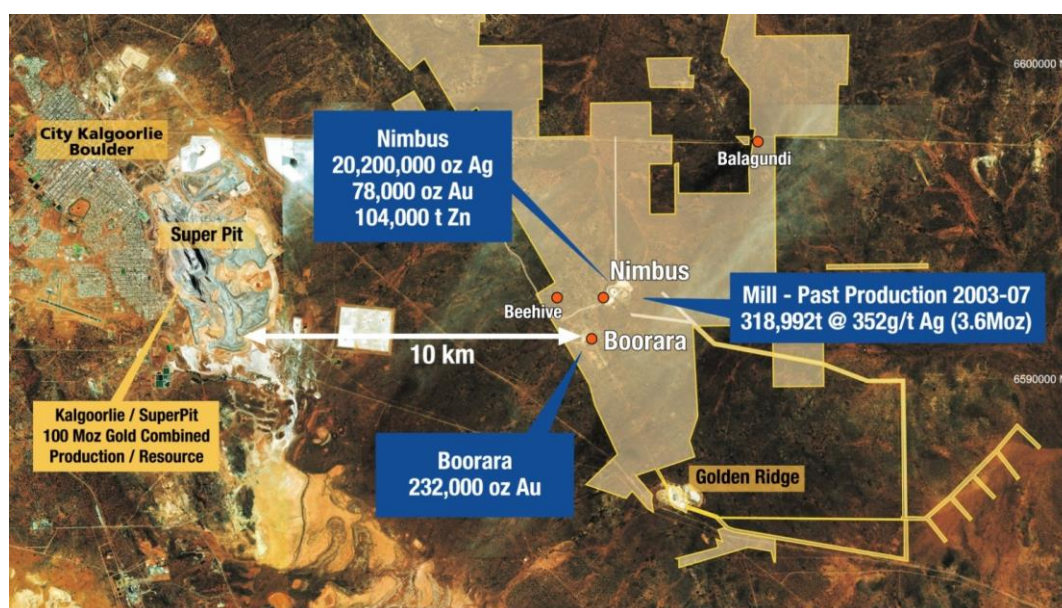 6600000 N
City Kalgoorlie
Boulder
Nimbus
20,200,000 oz Ag
78,000 oz Au
104,000 t Zn
Balagundi
Super Pit
Nimbus
Beehive
Mill - Past Production 2003-07
318,992t @ 352g/t Ag (3.6Moz)
Boorara
10 km
6590000 N
Kalgoorlie / SuperPit
100 Moz Gold Combined
Production / Resource
Boorara
232,000 oz Au
Golden Ridge